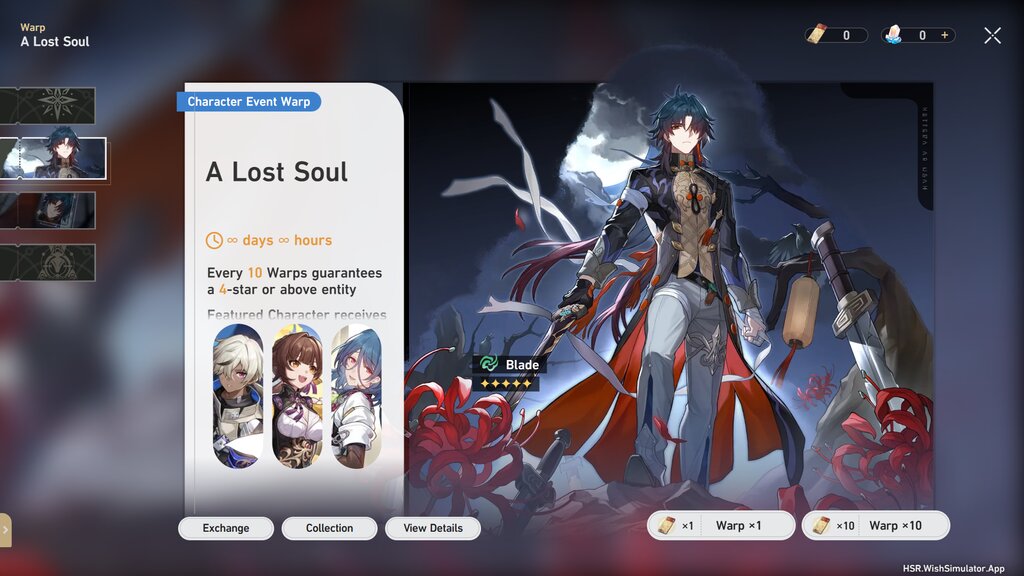 Warp
A Lost Soul
0
0 +
Character Event Warp
A Lost Soul
∞ days ∞ hours
Every 10 Warps guarantees
a 4-star or above entity
Featured Character receives
Blade
Exchange
Collection
View Details
×1 Warp ×1
×10 Warp ×10
HSR.WishSimulator.App